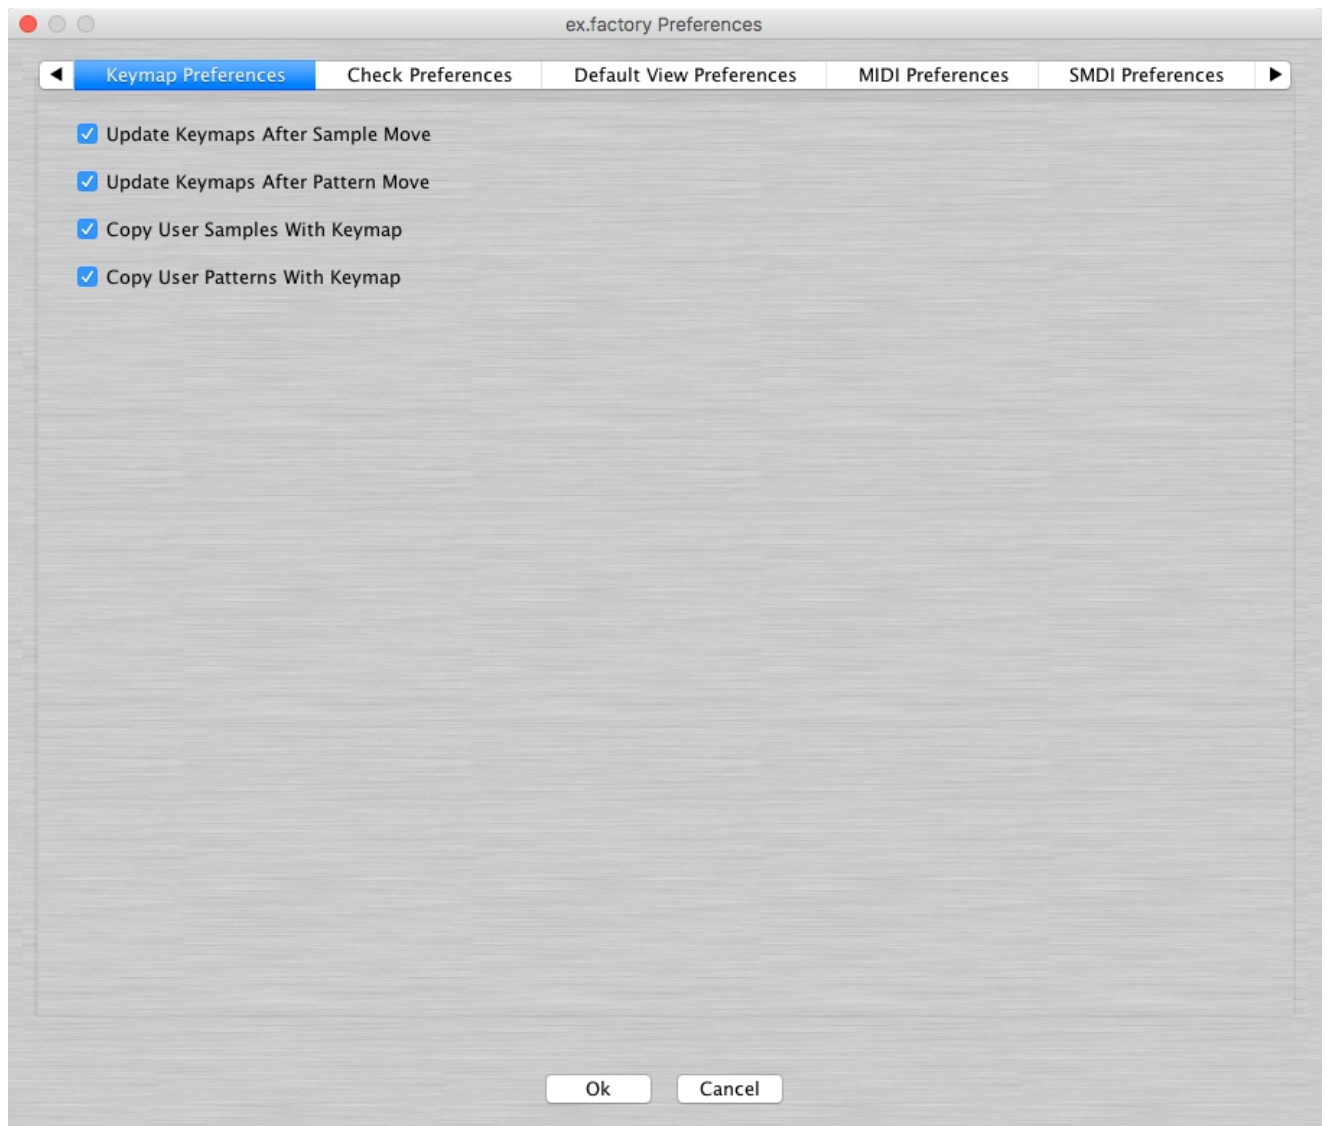 ex.factory Preferences
Keymap Preferences Check Preferences Default View Preferences MIDI Preferences SMDI Preferences
Update Keymaps After Sample Move
Update Keymaps After Pattern Move
Copy User Samples With Keymap
Copy User Patterns With Keymap
Ok Cancel